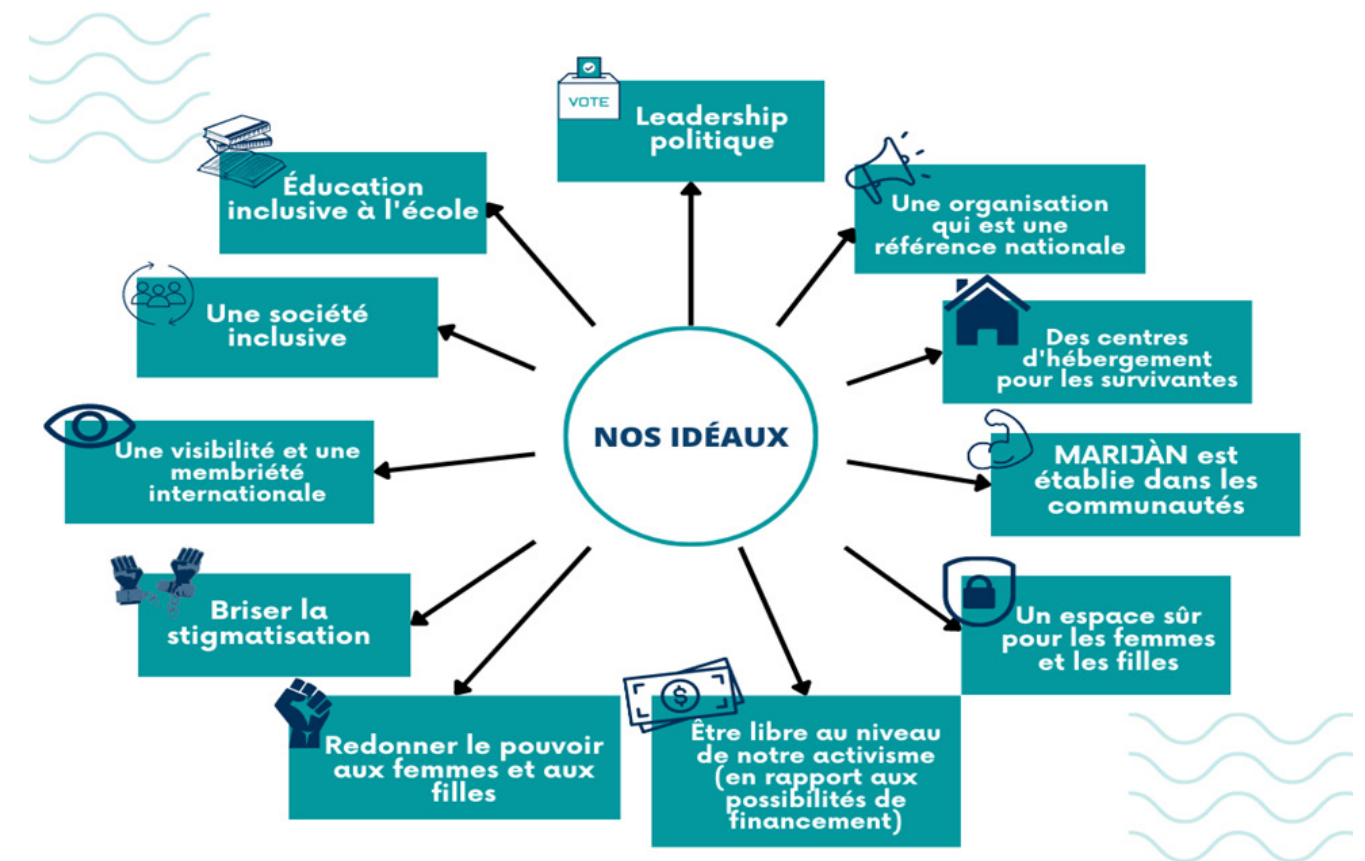 VOTE
Leadership
politique
Éducation
inclusive à l'école
Une organisation
qui est une
référence nationale
Une société
inclusive
Des centres
d'hébergement
pour les survivantes
NOS IDÉAUX
Une visibilité et une
membriété
internationale
MARIJÀN est
établie dans les
communautés
Briser la
stigmatisation
Un espace sûr
pour les femmes
et les filles
Redonner le pouvoir
aux femmes et aux
filles
$
Être libre au niveau
de notre activisme
(en rapport aux
possibilités de
financement)